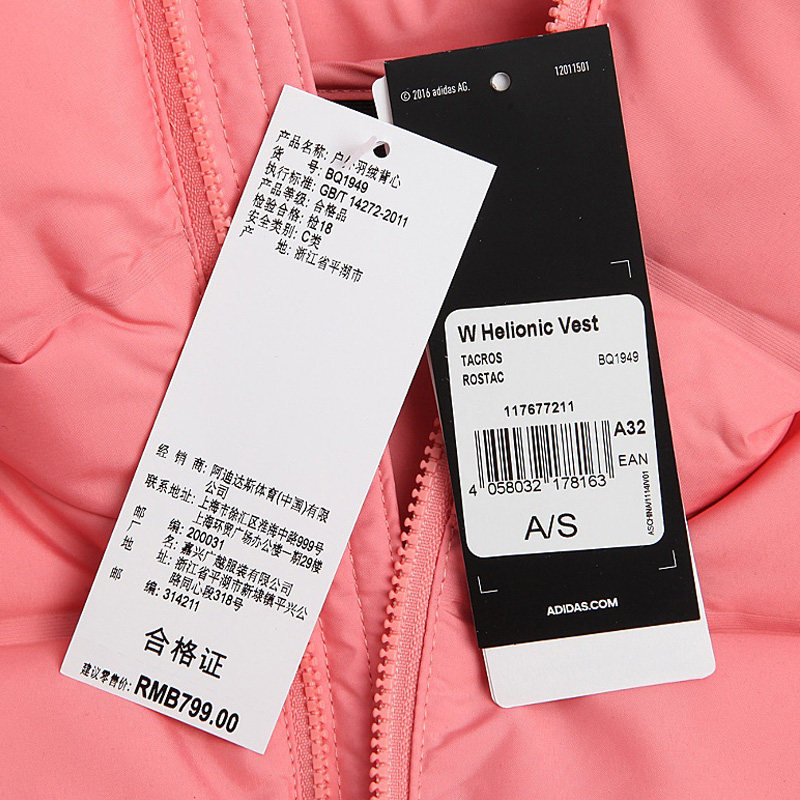 产品名称: 户外羽绒背心
货 号: BQ1949
执行标准: GB/T 14272-2011
产品等级: 合格品
检验合格: 检18
安全类别: C类
产 地: 浙江省平湖市
经 销 商: 阿迪达斯体育(中国)有限
公司
联系地址: 上海市徐汇区淮海中路999号
上海环贸广场办公楼一期29楼
邮 编: 200031
厂 名: 嘉兴广越服装有限公司
地 址: 浙江省平湖市新埭镇平兴公
路同心段318号
邮 编: 314211
合格证
建议零售价: RMB799.00
© 2016 adidas AG.
12011501
W Helionic Vest
TACROS
BQ1949
ROSTAC
117677211
A32
EAN
4 058032 178163
A/S
ASCHINA/11140/01
ADIDAS.COM